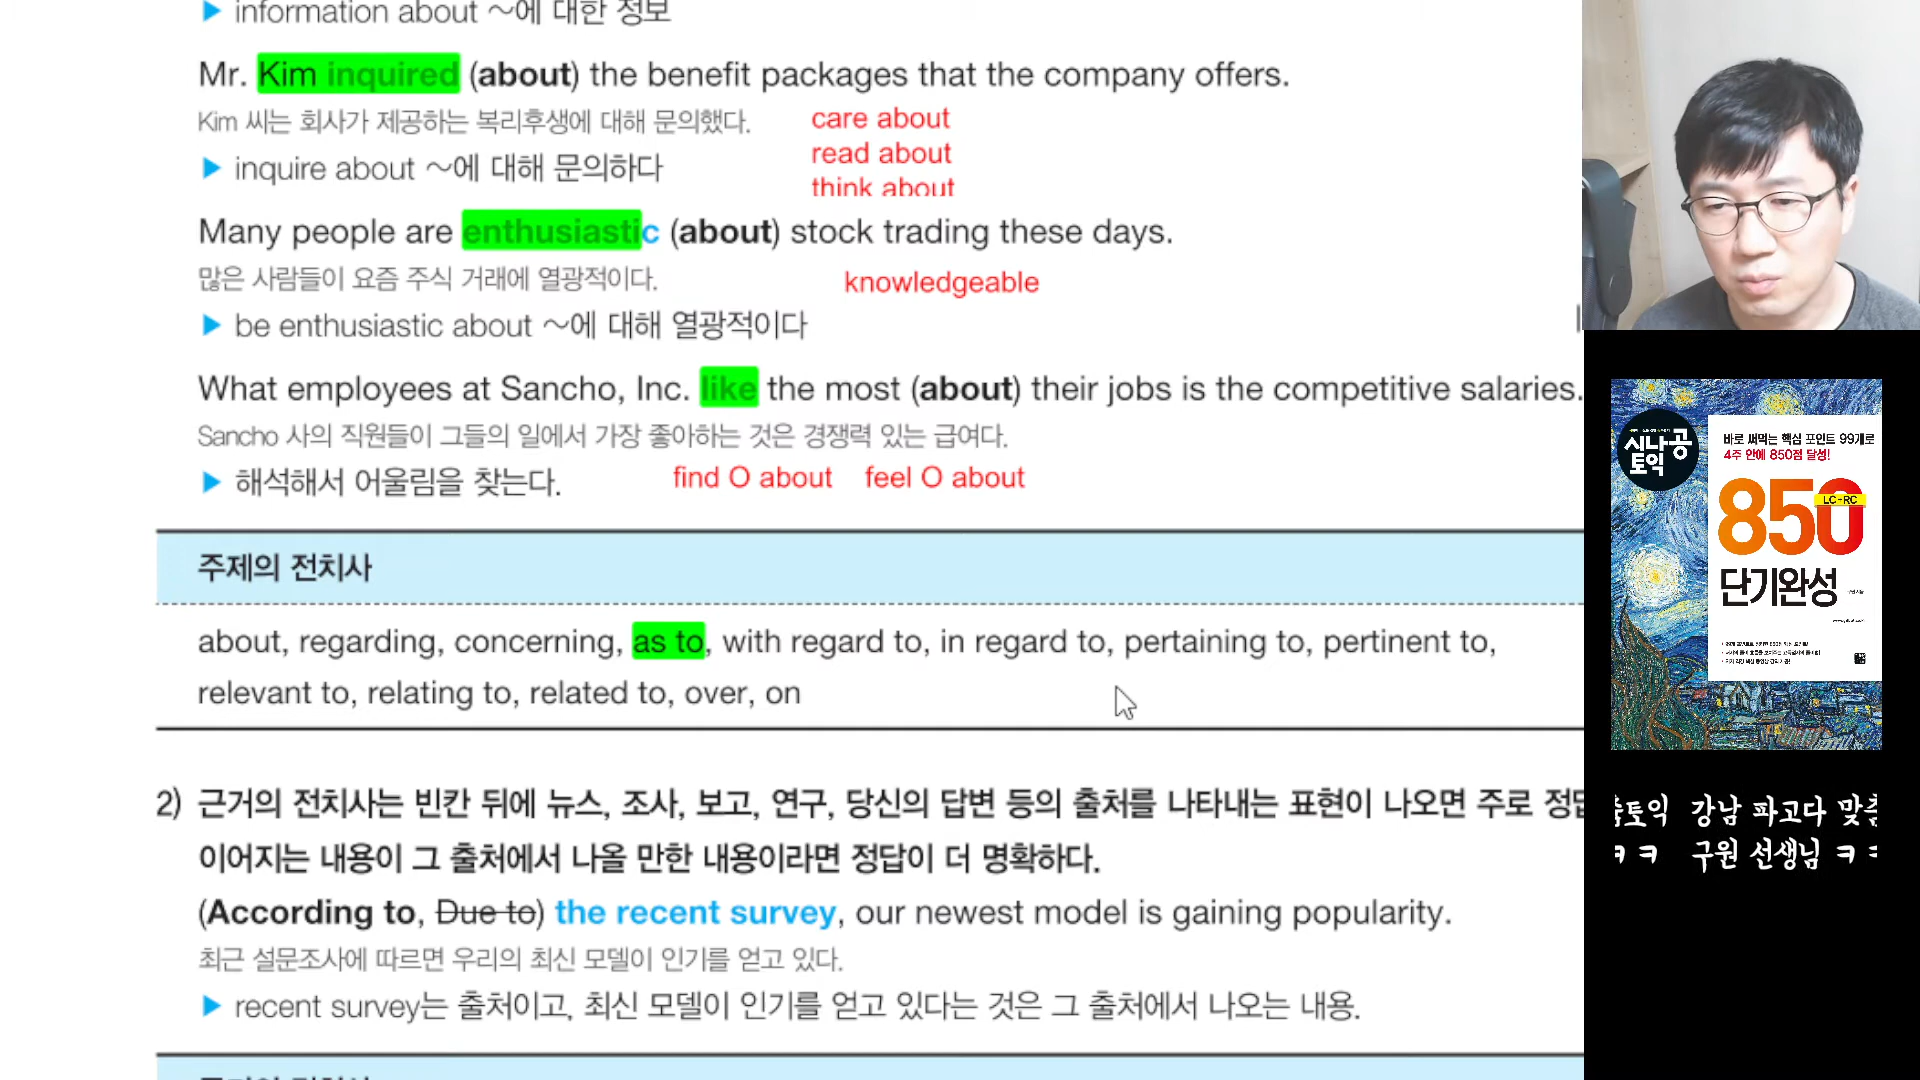 ▶ information about ~에 대한 정보
Mr. Kim inquired (about) the benefit packages that the company offers.
Kim 씨는 회사가 제공하는 복리후생에 대해 문의했다.
care about
read about
▶ inquire about ~에 대해 문의하다
think about
Many people are enthusiastic (about) stock trading these days.
많은 사람들이 요즘 주식 거래에 열광적이다.
knowledgeable
▶ be enthusiastic about ~에 대해 열광적이다
What employees at Sancho, Inc. like the most (about) their jobs is the competitive salaries.
Sancho 사의 직원들이 그들의 일에서 가장 좋아하는 것은 경쟁력 있는 급여다.
▶ 해석해서 어울림을 찾는다.
find O about feel O about
주제의 전치사
about, regarding, concerning, as to, with regard to, in regard to, pertaining to, pertinent to,
relevant to, relating to, related to, over, on
2) 근거의 전치사는 빈칸 뒤에 뉴스, 조사, 보고, 연구, 당신의 답변 등의 출처를 나타내는 표현이 나오면 주로
이어지는 내용이 그 출처에서 나올 만한 내용이라면 정답이 더 명확하다.
(According to, Due to) the recent survey, our newest model is gaining popularity.
최근 설문조사에 따르면 우리의 최신 모델이 인기를 얻고 있다.
▶ recent survey는 출처이고, 최신 모델이 인기를 얻고 있다는 것은 그 출처에서 나오는 내용.
시나공
토익
바로 써먹는 핵심 포인트 99개로
4주 안에 850점 달성!
850
LC+RC
단기완성
토익 강남 파고다
ㅋ 구원 선생님 ㅋ